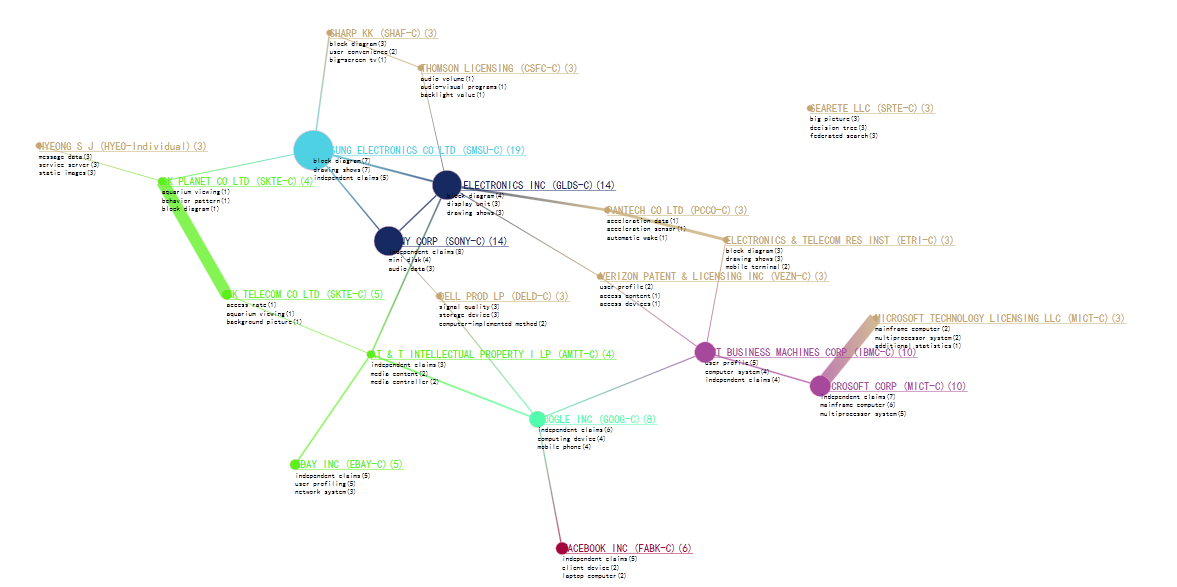 SHARP KK (SHAF-C)(3)
block diagram(3)
user convenience(2)
big-screen tv(1)
THOMSON LICENSING (CSFC-C)(3)
audio volume(1)
audio-visual programs(1)
backlight value(1)
SEARETE LLC (SRTE-C)(3)
big picture(3)
decision tree(3)
federated search(3)
HYEONG S J (HYEO-Individual)(3)
message data(3)
service server(3)
static images(3)
SUNG ELECTRONICS CO LTD (SMSU-C)(19)
block diagram(7)
drawing shows(7)
independent claims(5)
SK PLANET CO LTD (SKTE-C)(4)
aquarium viewing(1)
behavior pattern(1)
block diagram(1)
ELECTRONICS INC (GLDS-C)(14)
block diagram(4)
display unit(3)
drawing shows(3)
PANTECH CO LTD (PCCO-C)(3)
acceleration data(1)
acceleration sensor(1)
automatic wake(1)
NY CORP (SONY-C)(14)
independent claims(8)
mini disk(4)
audio data(3)
ELECTRONICS & TELECOM RES INST (ETRI-C)(3)
block diagram(3)
drawing shows(3)
mobile terminal(2)
VERIZON PATENT & LICENSING INC (VEZN-C)(3)
user profile(2)
access content(1)
access devices(1)
SK TELECOM CO LTD (SKTE-C)(5)
access rate(1)
aquarium viewing(1)
background picture(1)
DELL PROD LP (DELD-C)(3)
signal quality(3)
storage device(3)
computer-implemented method(2)
MICROSOFT TECHNOLOGY LICENSING LLC (MICT-C)(3)
mainframe computer(2)
multiprocessor system(2)
additional statistics(1)
T & T INTELLECTUAL PROPERTY I LP (AMTT-C)(4)
independent claims(3)
media content(2)
media controller(2)
T BUSINESS MACHINES CORP (IBMC-C)(10)
user profile(5)
computer system(4)
independent claims(4)
CROSOFT CORP (MICT-C)(10)
independent claims(7)
mainframe computer(6)
multiprocessor system(5)
OOGLE INC (GOOG-C)(8)
independent claims(6)
computing device(4)
mobile phone(4)
EBAY INC (EBAY-C)(5)
independent claims(5)
user profiling(5)
network system(3)
ACEBOOK INC (FABK-C)(6)
independent claims(5)
client device(2)
laptop computer(2)